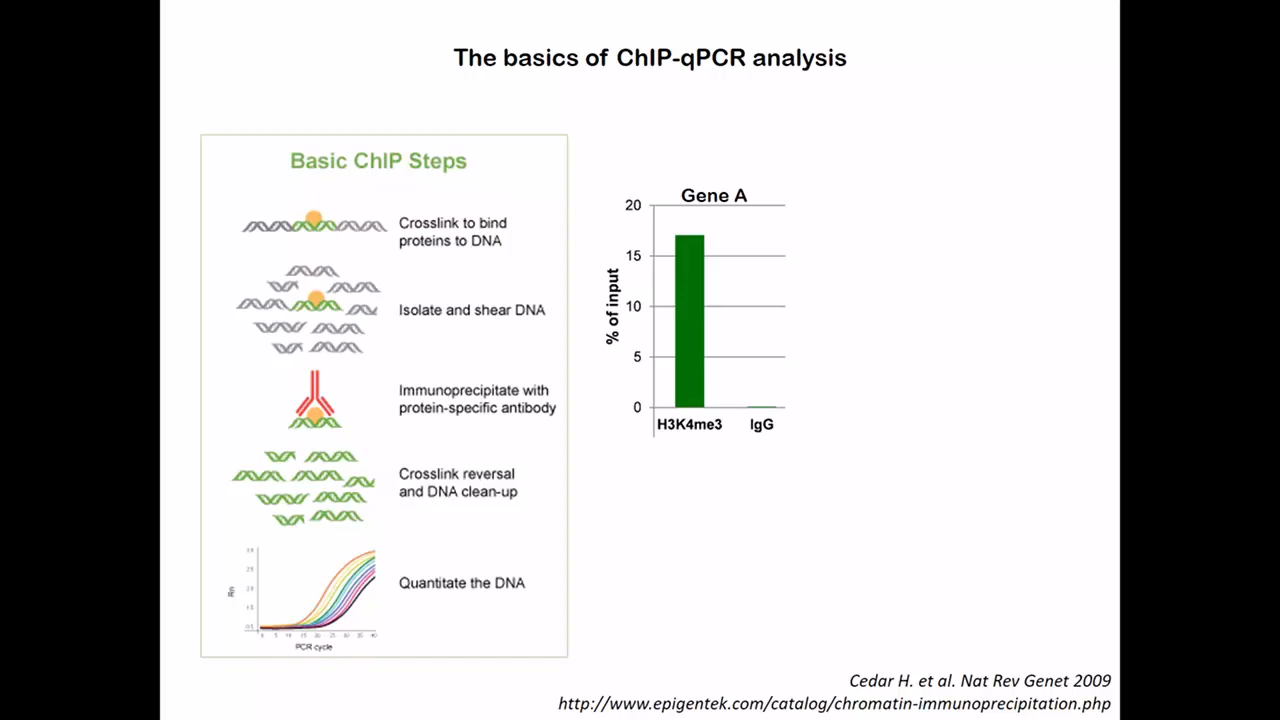 The basics of ChIP-qPCR analysis
Basic ChIP Steps
Crosslink to bind
proteins to DNA
Isolate and shear DNA
Immunoprecipitate with
protein-specific antibody
Crosslink reversal
and DNA clean-up
Quantitate the DNA
Rn
PCR cycle
Gene A
% of input
20
15
10
5
0
H3K4me3 IgG
Cedar H. et al. Nat Rev Genet 2009
http://www.epigentek.com/catalog/chromatin-immunoprecipitation.php